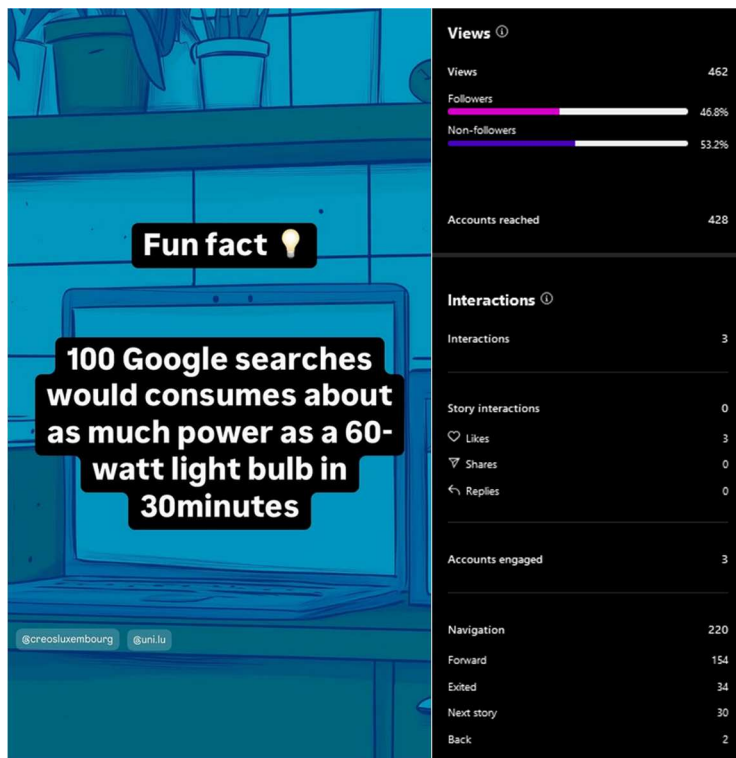 Fun fact 💡
100 Google searches
would consumes about
as much power as a 60-
watt light bulb in
30minutes
@creosluxembourg @uni.lu
Views
Views 462
Followers
46.8%
Non-followers
53.2%
Accounts reached 428
Interactions
Interactions 3
Story interactions 0
Likes 3
Shares 0
Replies 0
Accounts engaged 3
Navigation 220
Forward 154
Exited 34
Next story 30
Back 2